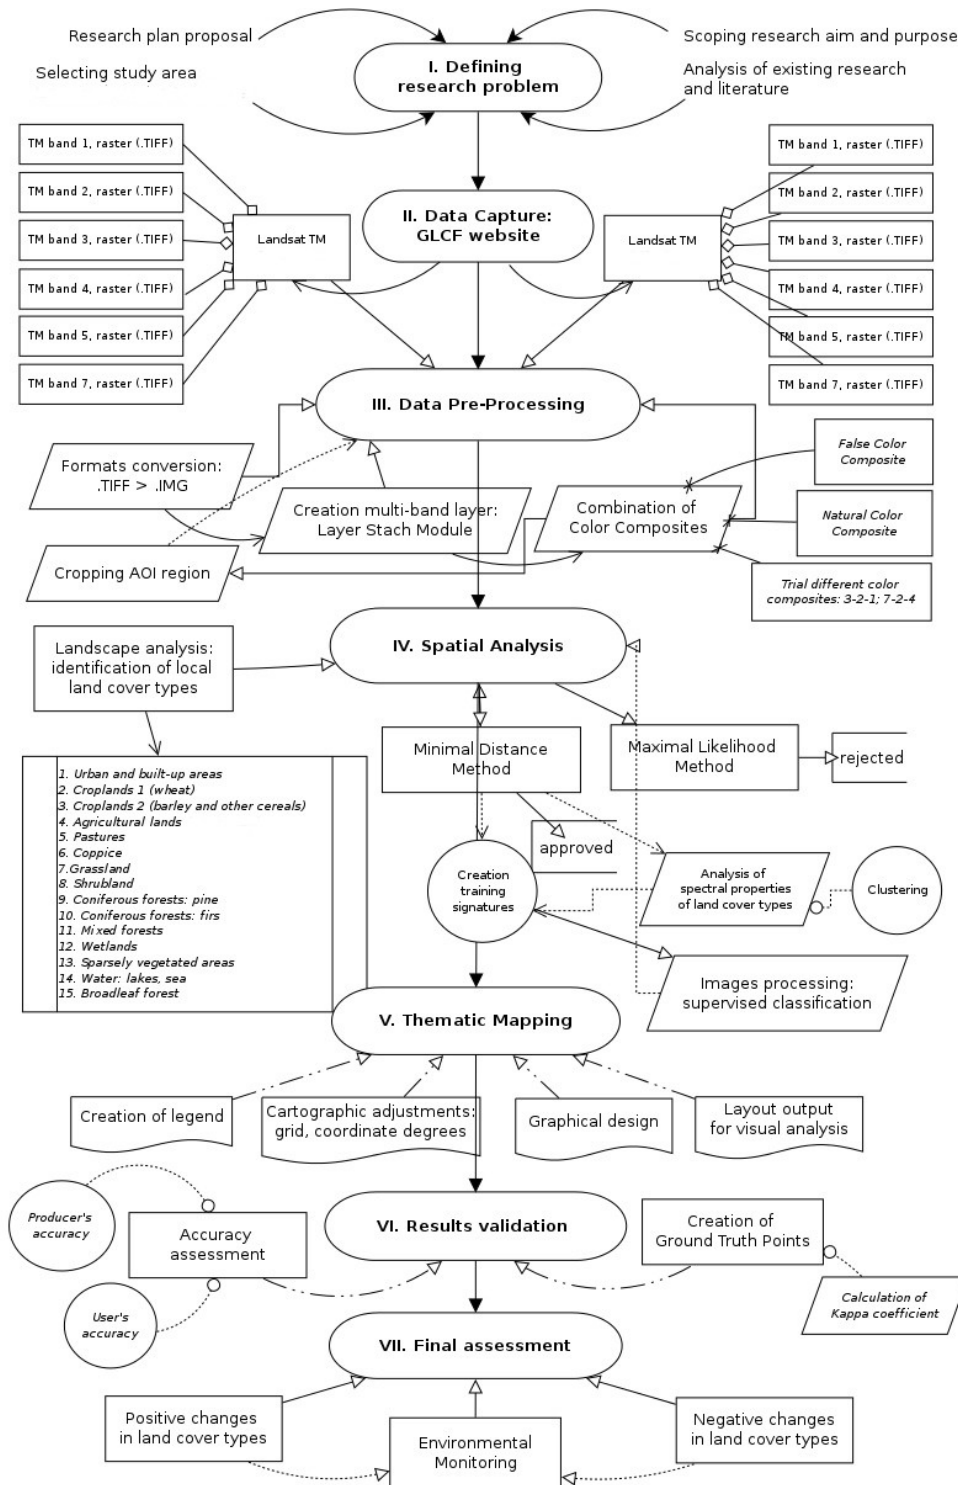 Research plan proposal
Scoping research aim and purpose
Selecting study area
I. Defining
research problem
Analysis of existing research
and literature
TM band 1, raster (.TIFF)
TM band 2, raster (.TIFF)
TM band 3, raster (.TIFF)
TM band 4, raster (.TIFF)
TM band 5, raster (.TIFF)
TM band 7, raster (.TIFF)
Landsat TM
II. Data Capture:
GLCF website
Landsat TM
TM band 1, raster (.TIFF)
TM band 2, raster (.TIFF)
TM band 3, raster (.TIFF)
TM band 4, raster (.TIFF)
TM band 5, raster (.TIFF)
TM band 7, raster (.TIFF)
III. Data Pre-Processing
Formats conversion:
.TIFF > .IMG
Creation multi-band layer:
Layer Stach Module
Combination of
Color Composites
False Color
Composite
Natural Color
Composite
Trial different color
composites: 3-2-1; 7-2-4
Cropping AOI region
IV. Spatial Analysis
Landscape analysis:
identification of local
land cover types
Minimal Distance
Method
Maximal Likelihood
Method
rejected
1. Urban and built-up areas
2. Croplands 1 (wheat)
3. Croplands 2 (barley and other cereals)
4. Agricultural lands
5. Pastures
6. Coppice
7.Grassland
8. Shrubland
9. Coniferous forests: pine
10. Coniferous forests: firs
11. Mixed forests
12. Wetlands
13. Sparsely vegetated areas
14. Water: lakes, sea
15. Broadleaf forest
approved
Creation
training
signatures
Analysis of
spectral properties
of land cover types
Clustering
Images processing:
supervised classification
V. Thematic Mapping
Creation of legend
Cartographic adjustments:
grid, coordinate degrees
Graphical design
Layout output
for visual analysis
Producer's
accuracy
Accuracy
assessment
User's
accuracy
VI. Results validation
Creation of
Ground Truth Points
Calculation of
Kappa coefficient
VII. Final assessment
Positive changes
in land cover types
Environmental
Monitoring
Negative changes
in land cover types